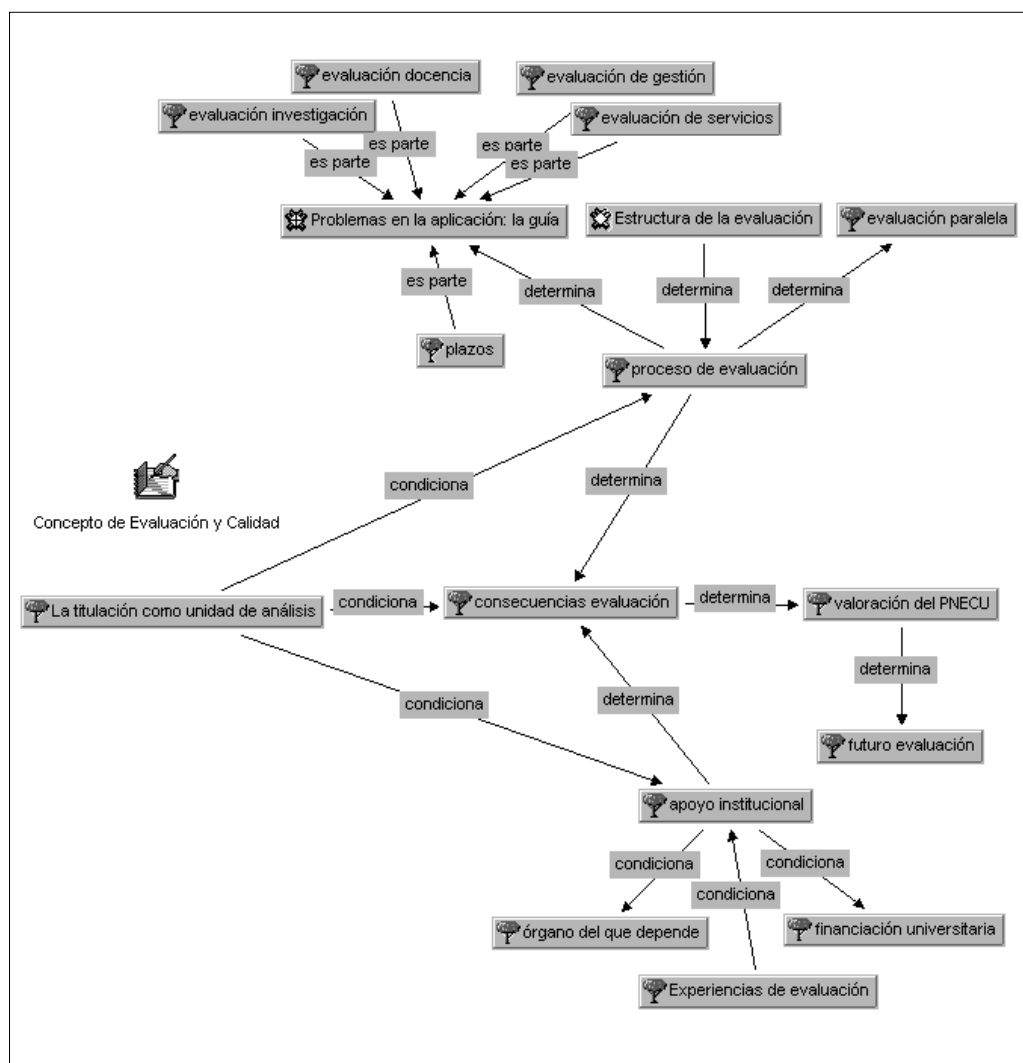 evaluación docencia
evaluación de gestión
evaluación investigación
evaluación de servicios
es parte
es parte
es parte
es parte
Problemas en la aplicación: la guía
Estructura de la evaluación
evaluación paralela
es parte
determina
determina
determina
plazos
proceso de evaluación
condiciona
determina
Concepto de Evaluación y Calidad
La titulación como unidad de análisis
condiciona
consecuencias evaluación
determina
valoración del PNECU
condiciona
determina
determina
futuro evaluación
apoyo institucional
condiciona
condiciona
condiciona
órgano del que depende
financiación universitaria
Experiencias de evaluación